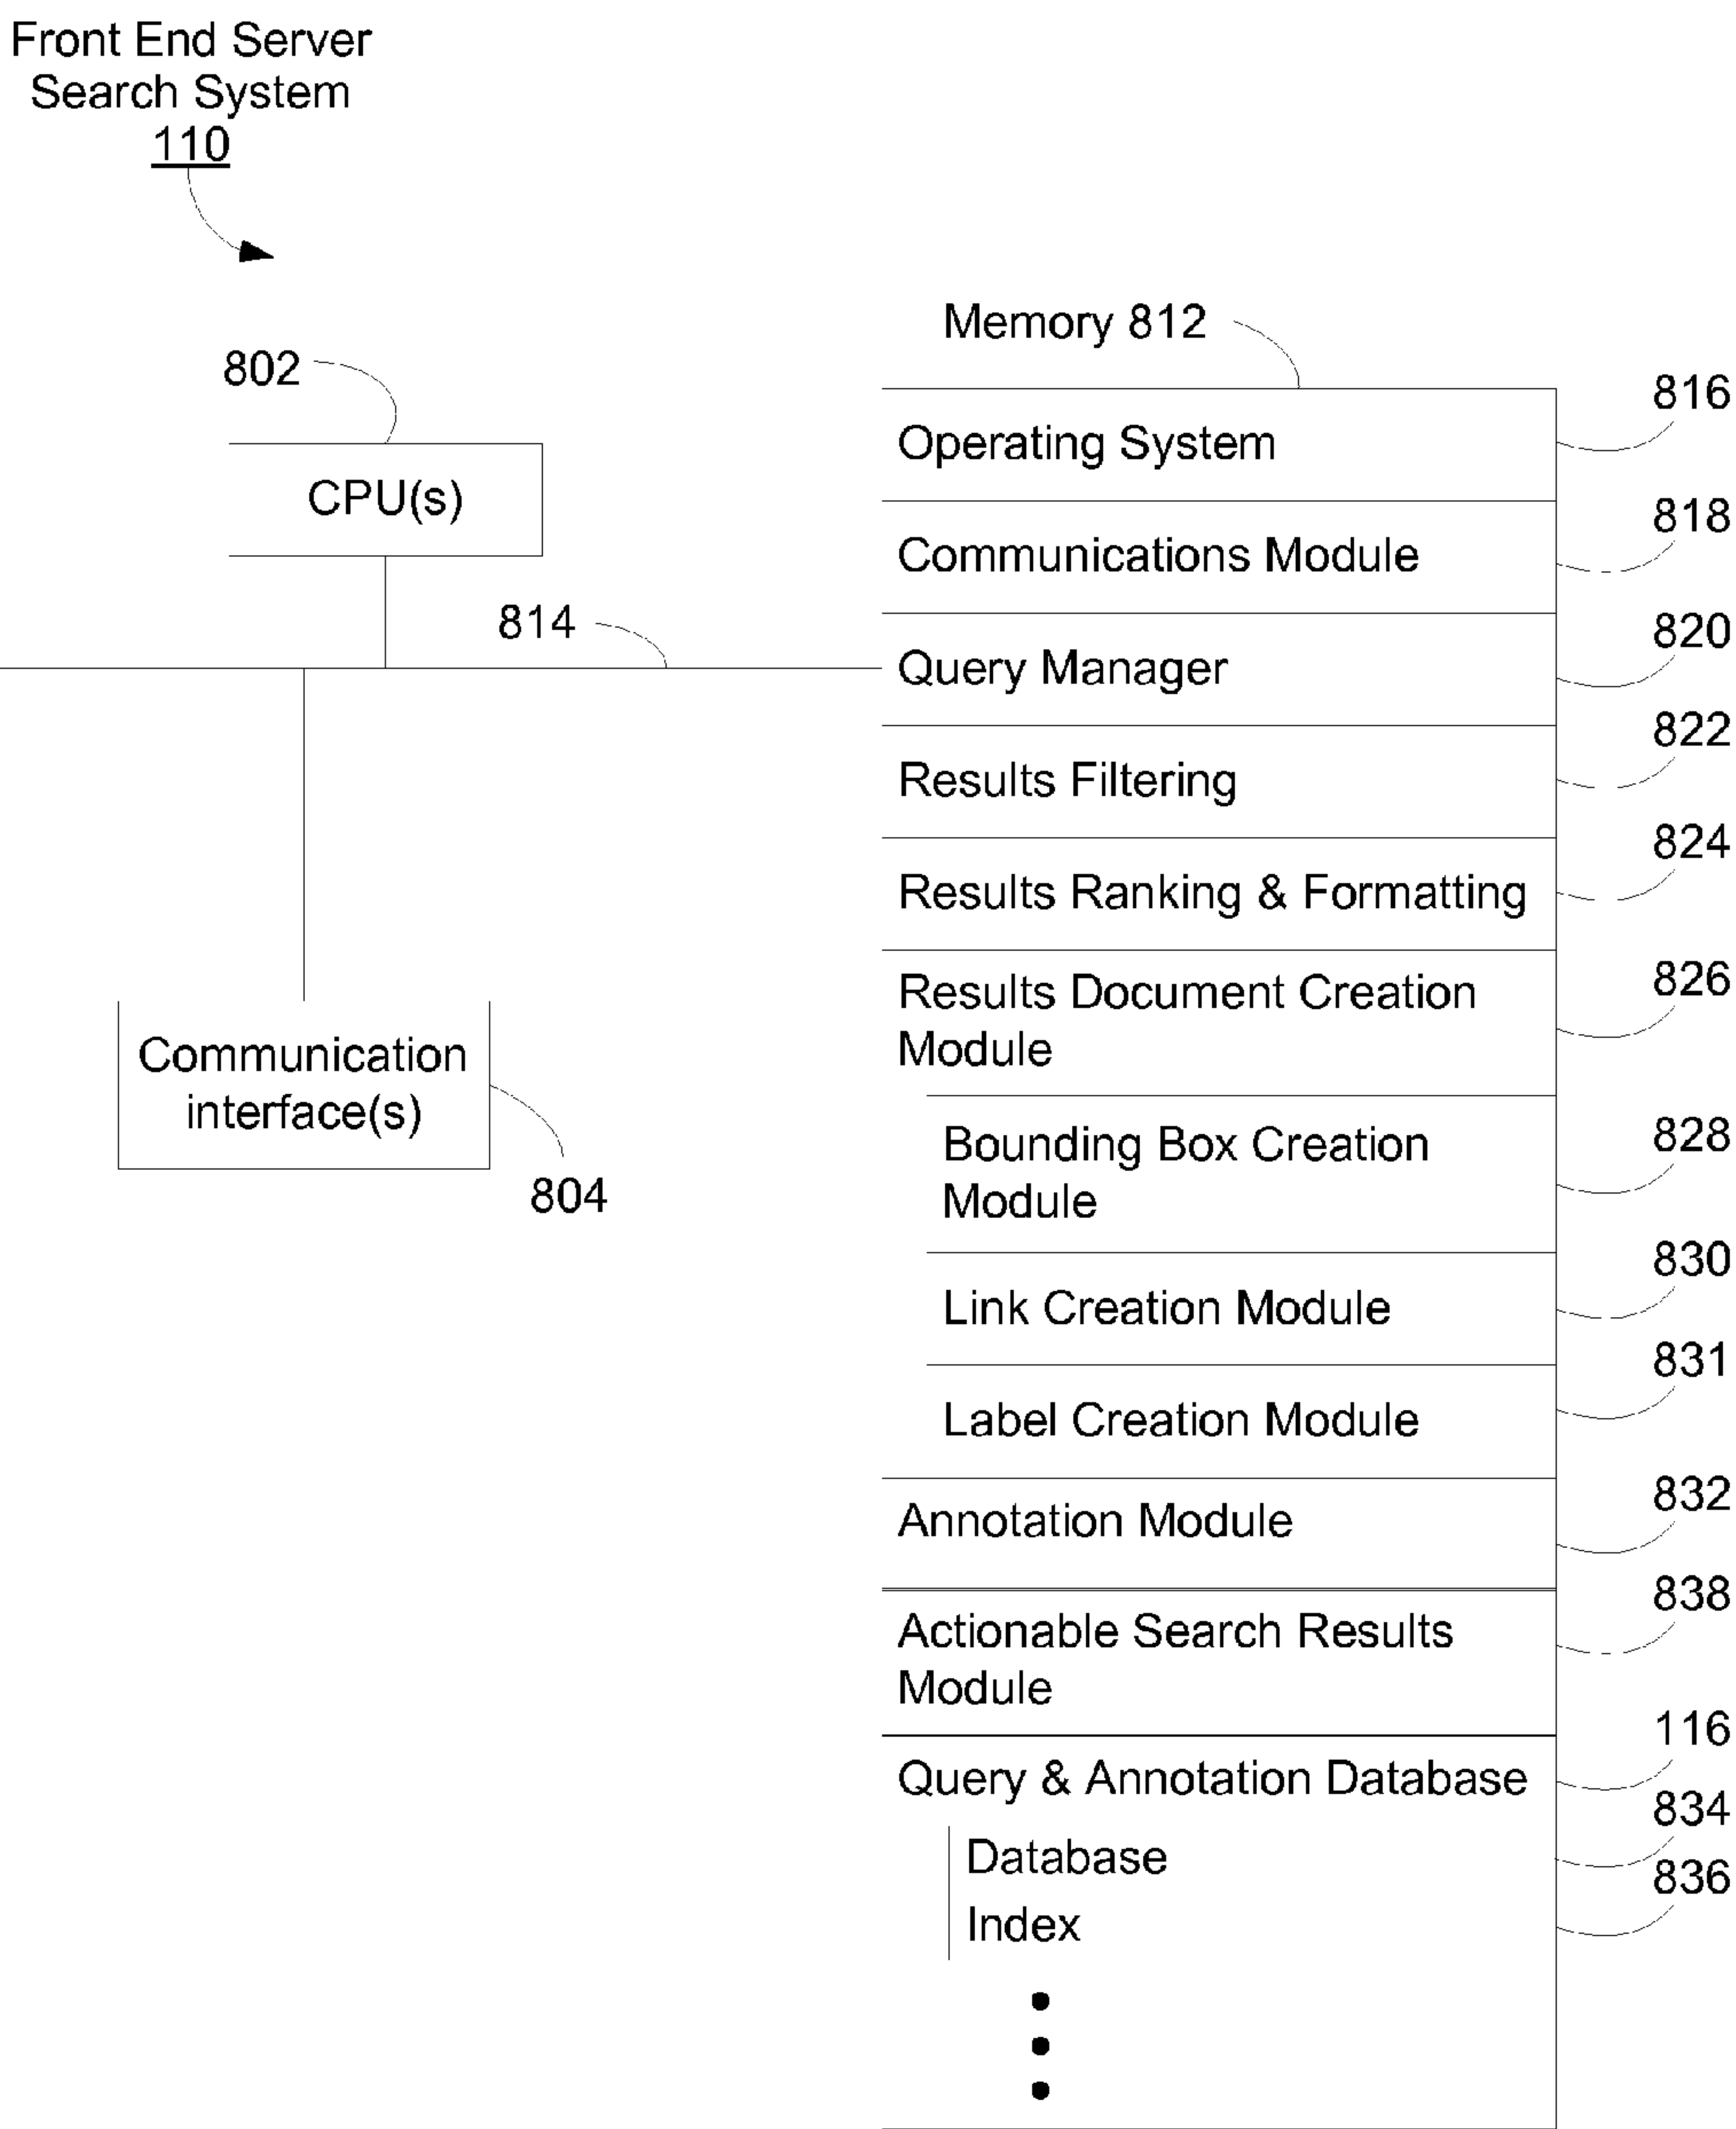 Front End Server
Search System
110
Memory 812
802
816
Operating System
CPU(s)
818
Communications Module
814
820
Query Manager
822
Results Filtering
824
Results Ranking & Formatting
826
Results Document Creation
Module
Communication
interface(s)
804
828
Bounding Box Creation
Module
830
Link Creation Module
831
Label Creation Module
832
Annotation Module
838
Actionable Search Results
Module
116
Query & Annotation Database
834
Database
836
Index